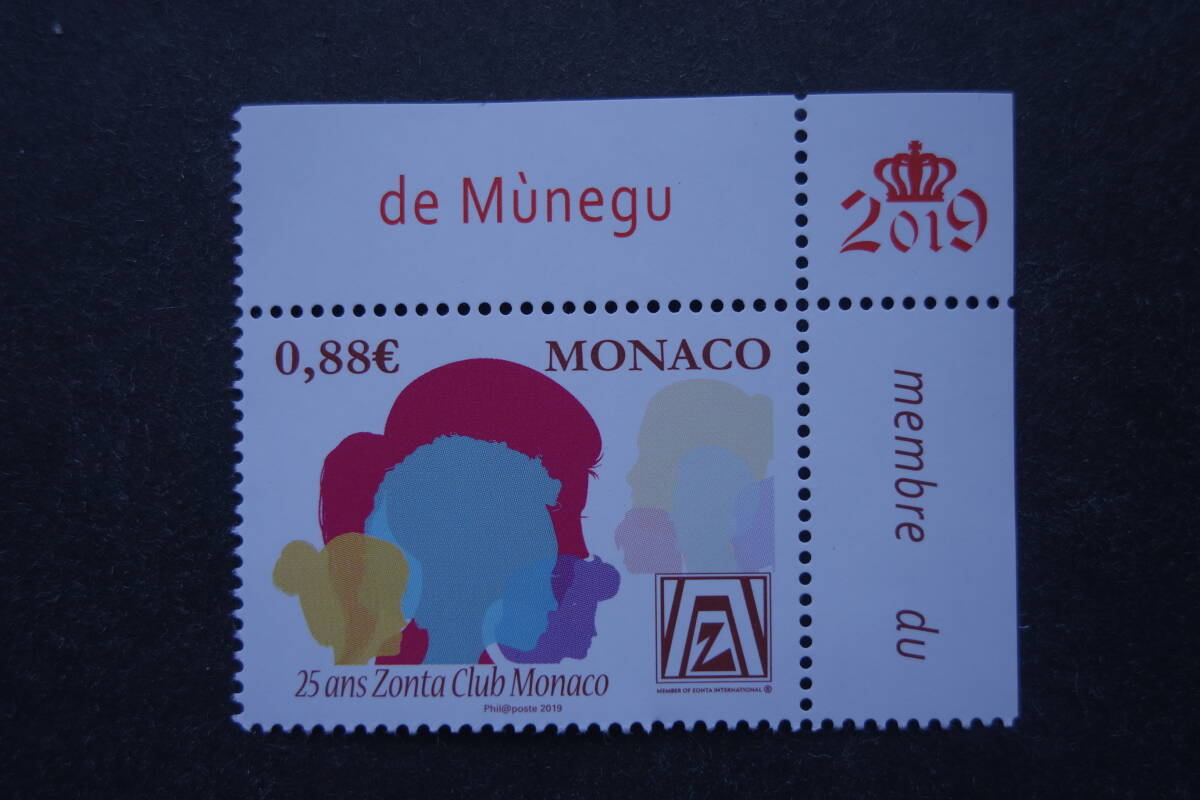 de Mùnegu
2019
0,88€
MONACO
membre du
Z
MEMBER OF ZONTA INTERNATIONAL ®
25 ans Zonta Club Monaco
Phil@poste 2019